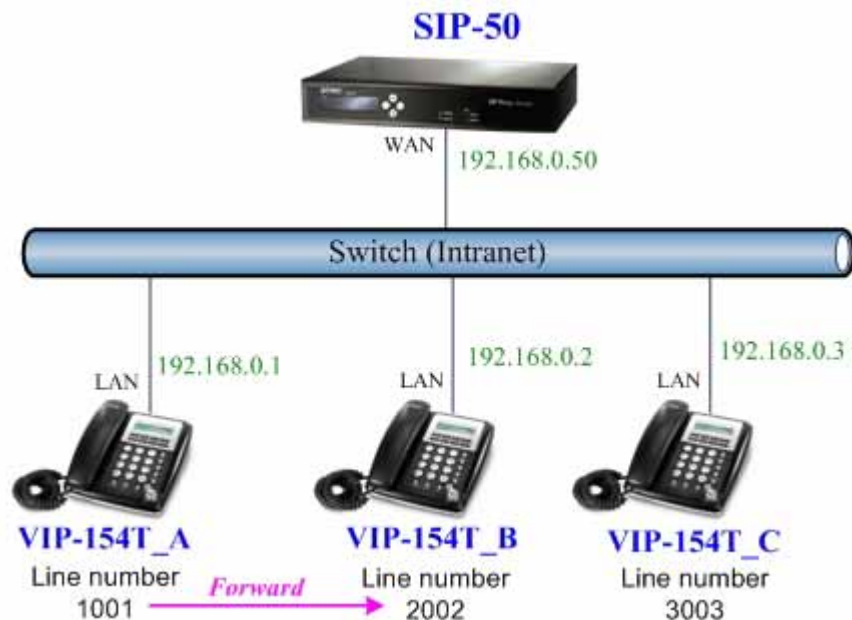 SIP-50
WAN
192.168.0.50
Switch (Intranet)
192.168.0.1
192.168.0.2
192.168.0.3
LAN
LAN
LAN
VIP-154T_A
VIP-154T_B
VIP-154T_C
Line number
1001
Forward
Line number
2002
Line number
3003